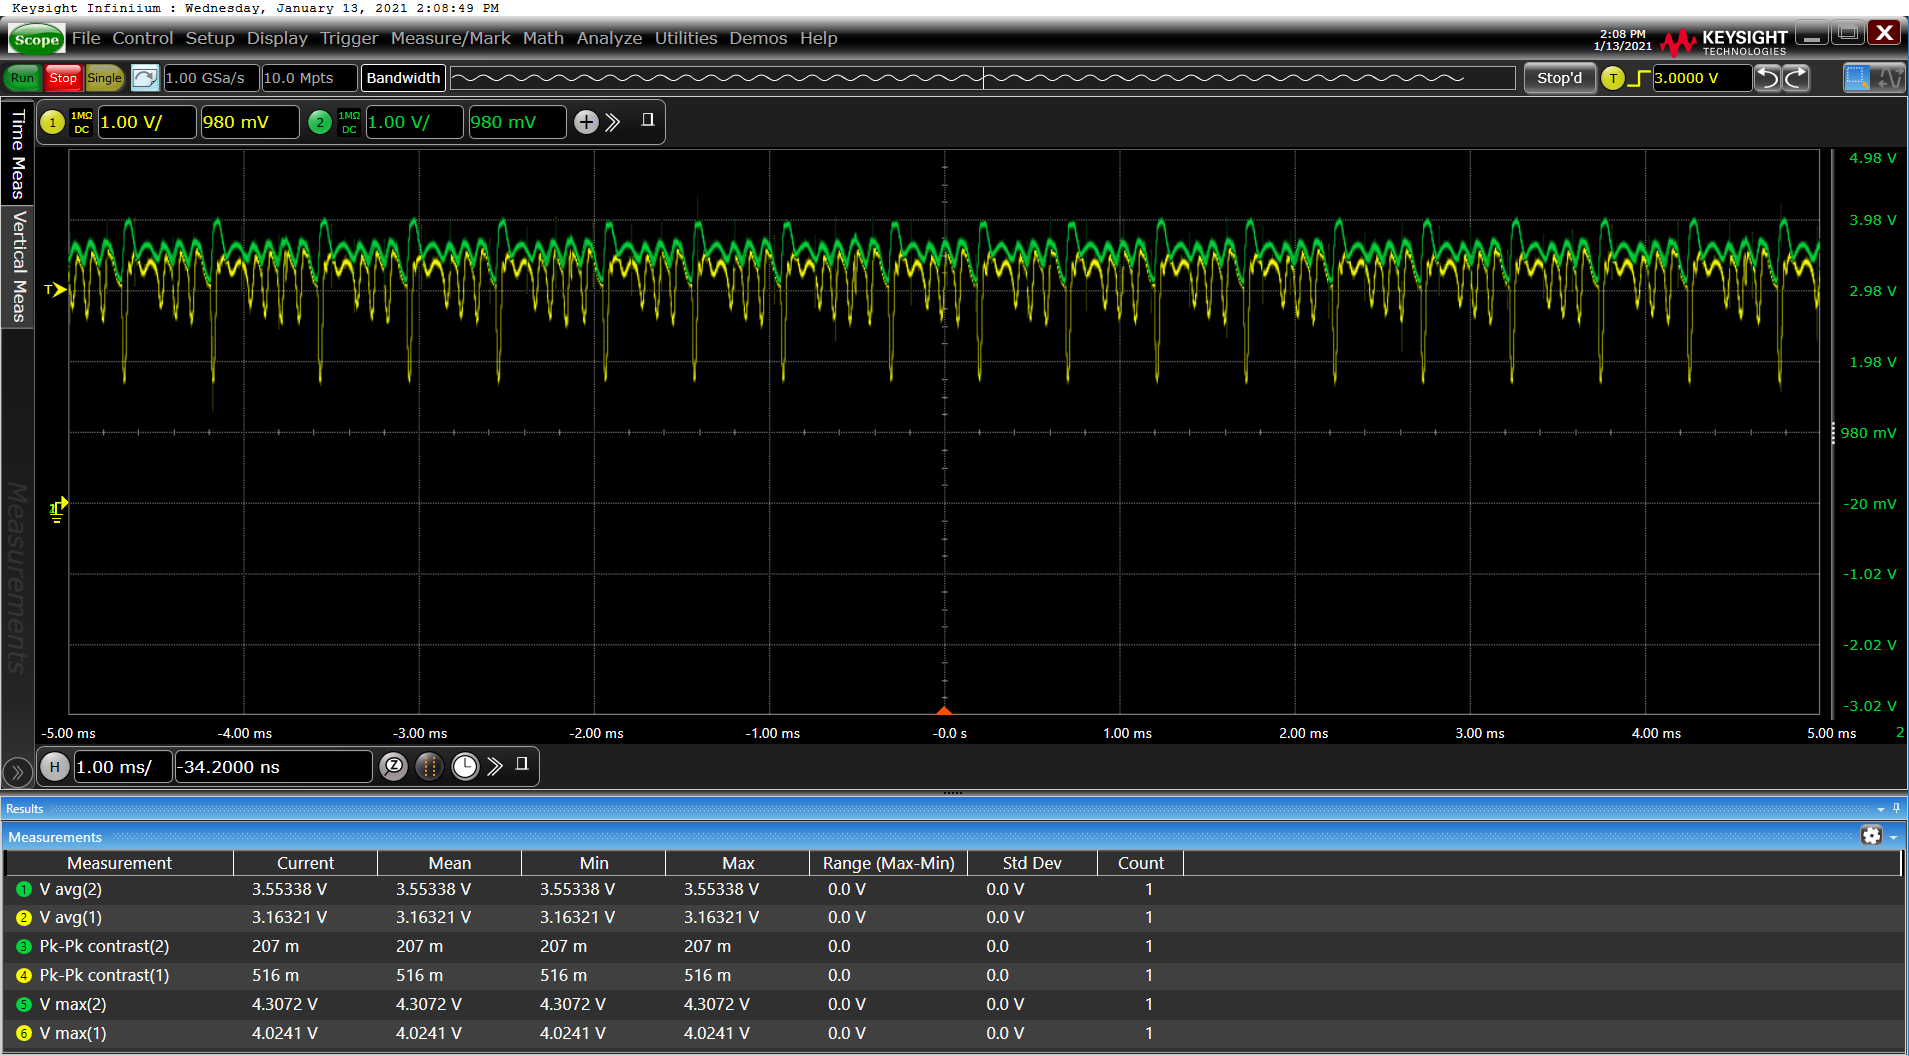 Keysight Infiniium : Wednesday, January 13, 2021 2:08:49 PM
Scope File Control Setup Display Trigger Measure/Mark Math Analyze Utilities Demos Help
2:08 PM
1/13/2021
KEYSIGHT
TECHNOLOGIES
Run Stop Single 1.00 GSa/s 10.0 Mpts Bandwidth Stop'd T 3.0000 V
Time Meas
Vertical Meas
Measurements
1 1MΩ DC 1.00 V/ 980 mV 2 1MΩ DC 1.00 V/ 980 mV
4.98 V
3.98 V
T
2.98 V
1.98 V
980 mV
-20 mV
-1.02 V
-2.02 V
-3.02 V
-5.00 ms -4.00 ms -3.00 ms -2.00 ms -1.00 ms -0.0 s 1.00 ms 2.00 ms 3.00 ms 4.00 ms 5.00 ms 2
H 1.00 ms/ -34.2000 ns Z
Results
Measurements
Measurement Current Mean Min Max Range (Max-Min) Std Dev Count
1 V avg(2) 3.55338 V 3.55338 V 3.55338 V 3.55338 V 0.0 V 0.0 V 1
2 V avg(1) 3.16321 V 3.16321 V 3.16321 V 3.16321 V 0.0 V 0.0 V 1
3 Pk-Pk contrast(2) 207 m 207 m 207 m 207 m 0.0 0.0 1
4 Pk-Pk contrast(1) 516 m 516 m 516 m 516 m 0.0 0.0 1
5 V max(2) 4.3072 V 4.3072 V 4.3072 V 4.3072 V 0.0 V 0.0 V 1
6 V max(1) 4.0241 V 4.0241 V 4.0241 V 4.0241 V 0.0 V 0.0 V 1